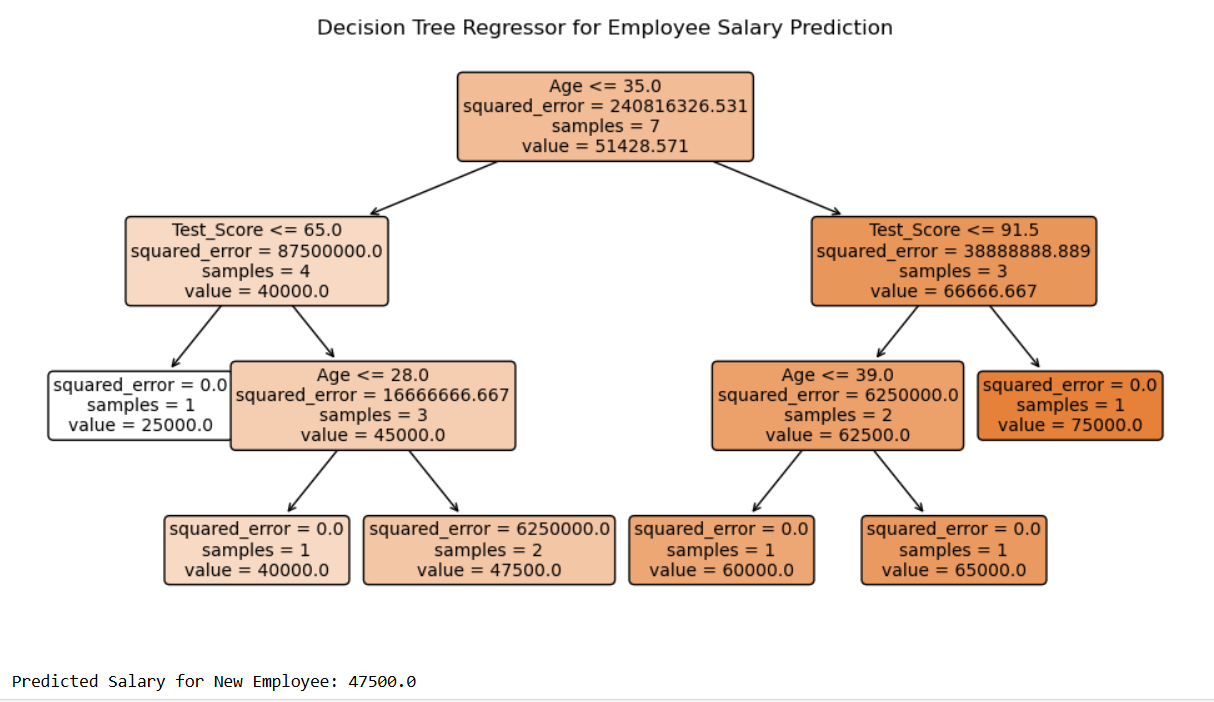 Decision Tree Regressor for Employee Salary Prediction
Age <= 35.0
squared_error = 240816326.531
samples = 7
value = 51428.571
Test_Score <= 65.0
squared_error = 87500000.0
samples = 4
value = 40000.0
Test_Score <= 91.5
squared_error = 38888888.889
samples = 3
value = 66666.667
squared_error = 0.0
samples = 1
value = 25000.0
Age <= 28.0
squared_error = 16666666.667
samples = 3
value = 45000.0
Age <= 39.0
squared_error = 6250000.0
samples = 2
value = 62500.0
squared_error = 0.0
samples = 1
value = 75000.0
squared_error = 0.0
samples = 1
value = 40000.0
squared_error = 6250000.0
samples = 2
value = 47500.0
squared_error = 0.0
samples = 1
value = 60000.0
squared_error = 0.0
samples = 1
value = 65000.0
Predicted Salary for New Employee: 47500.0